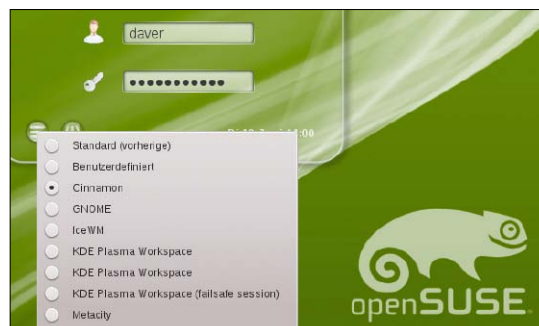 daver
Standard (vorherige)
Benutzerdefiniert
Cinnamon
GNOME
IceWM
KDE Plasma Workspace
KDE Plasma Workspace
KDE Plasma Workspace (failsafe session)
Metacity
openSUSE